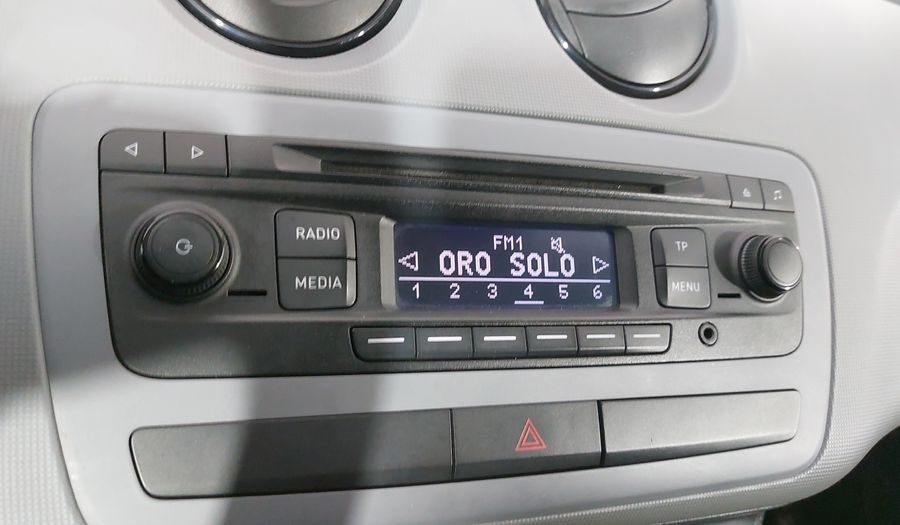 RADIO
MEDIA
FM1
ORO SOLO
1 2 3 4 5 6
TP
MENU